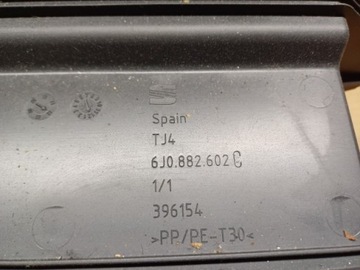 Spain
TJ4
6J0.882.602 C
1/1
396154
>PP/PE-T30<